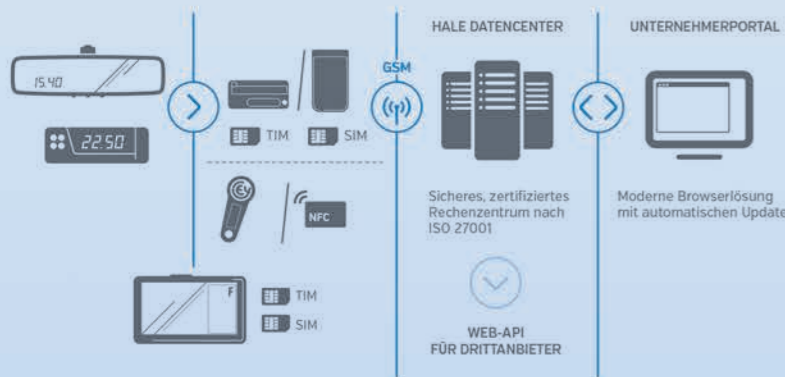 HALE DATENCENTER
UNTERNEHMERPORTAL
GSM
15.40
22.50
TIM
SIM
NFC
Sicheres, zertifiziertes
Rechenzentrum nach
ISO 27001
Moderne Browserlösung
mit automatischen Update
F
TIM
SIM
WEB-API
FÜR DRITTANBIETER